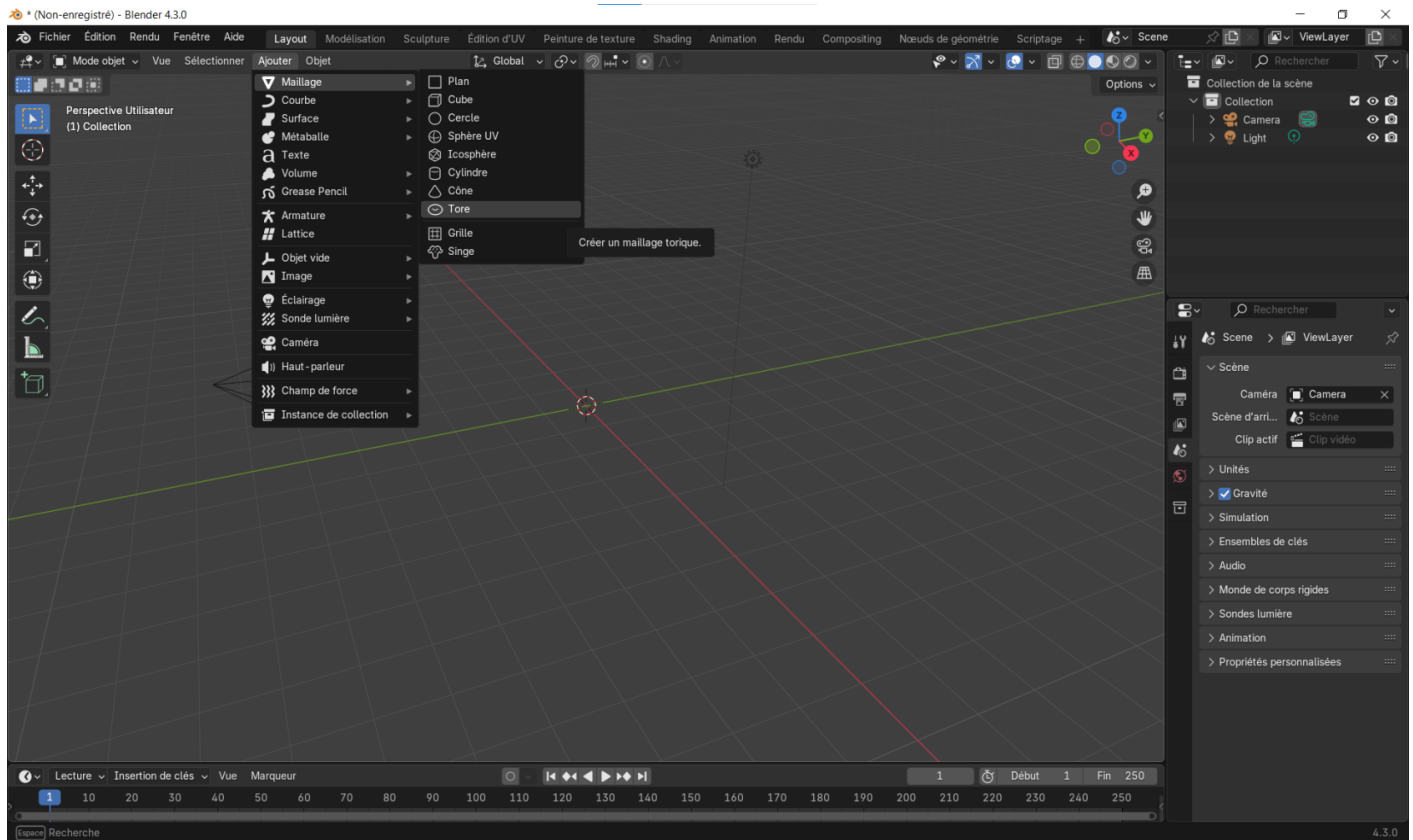 * (Non-enregistré) - Blender 4.3.0
Fichier Édition Rendu Fenêtre Aide Layout Modélisation Sculpture Édition d'UV Peinture de texture Shading Animation Rendu Compositing Nœuds de géométrie Scriptage + Scene ViewLayer
Mode objet Vue Sélectionner Ajouter Objet Global
Options
Perspective Utilisateur
(1) Collection
Maillage
Courbe
Surface
Métaballe
Texte
Volume
Grease Pencil
Armature
Lattice
Objet vide
Image
Éclairage
Sonde lumière
Caméra
Haut-parleur
Champ de force
Instance de collection
Plan
Cube
Cercle
Sphère UV
Icosphère
Cylindre
Cône
Tore
Grille
Singe
Créer un maillage torique.
Z
Y
X
Rechercher
Collection de la scène
Collection
Camera
Light
Rechercher
Scene > ViewLayer
Scène
Caméra Camera
Scène d'arri... Scène
Clip actif Clip vidéo
Unités
Gravité
Simulation
Ensembles de clés
Audio
Monde de corps rigides
Sondes lumière
Animation
Propriétés personnalisées
Lecture Insertion de clés Vue Marqueur 1 Début 1 Fin 250
1 10 20 30 40 50 60 70 80 90 100 110 120 130 140 150 160 170 180 190 200 210 220 230 240 250
Espace Recherche 4.3.0